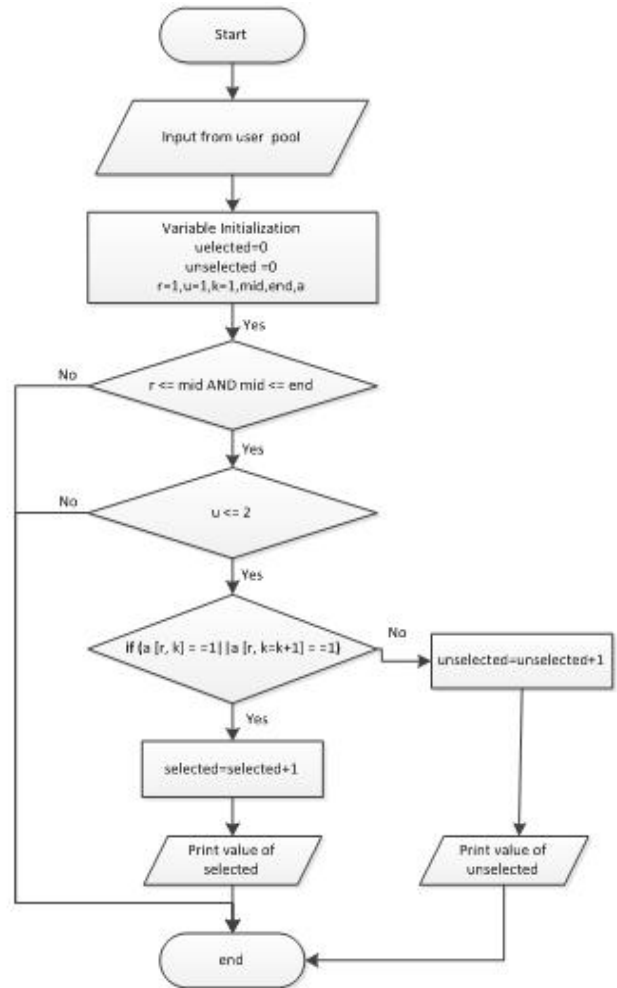 Start
Input from user pool
Variable Initialization
uelected=0
unselected =0
r=1,u=1,k=1,mid,end,a
Yes
No
r <= mid AND mid <= end
Yes
No
u <= 2
Yes
if (a [r, k] = =1| ||a [r, k=k+1] = =1)
No
unselected=unselected+1
Yes
selected=selected+1
Print value of
selected
Print value of
unselected
end